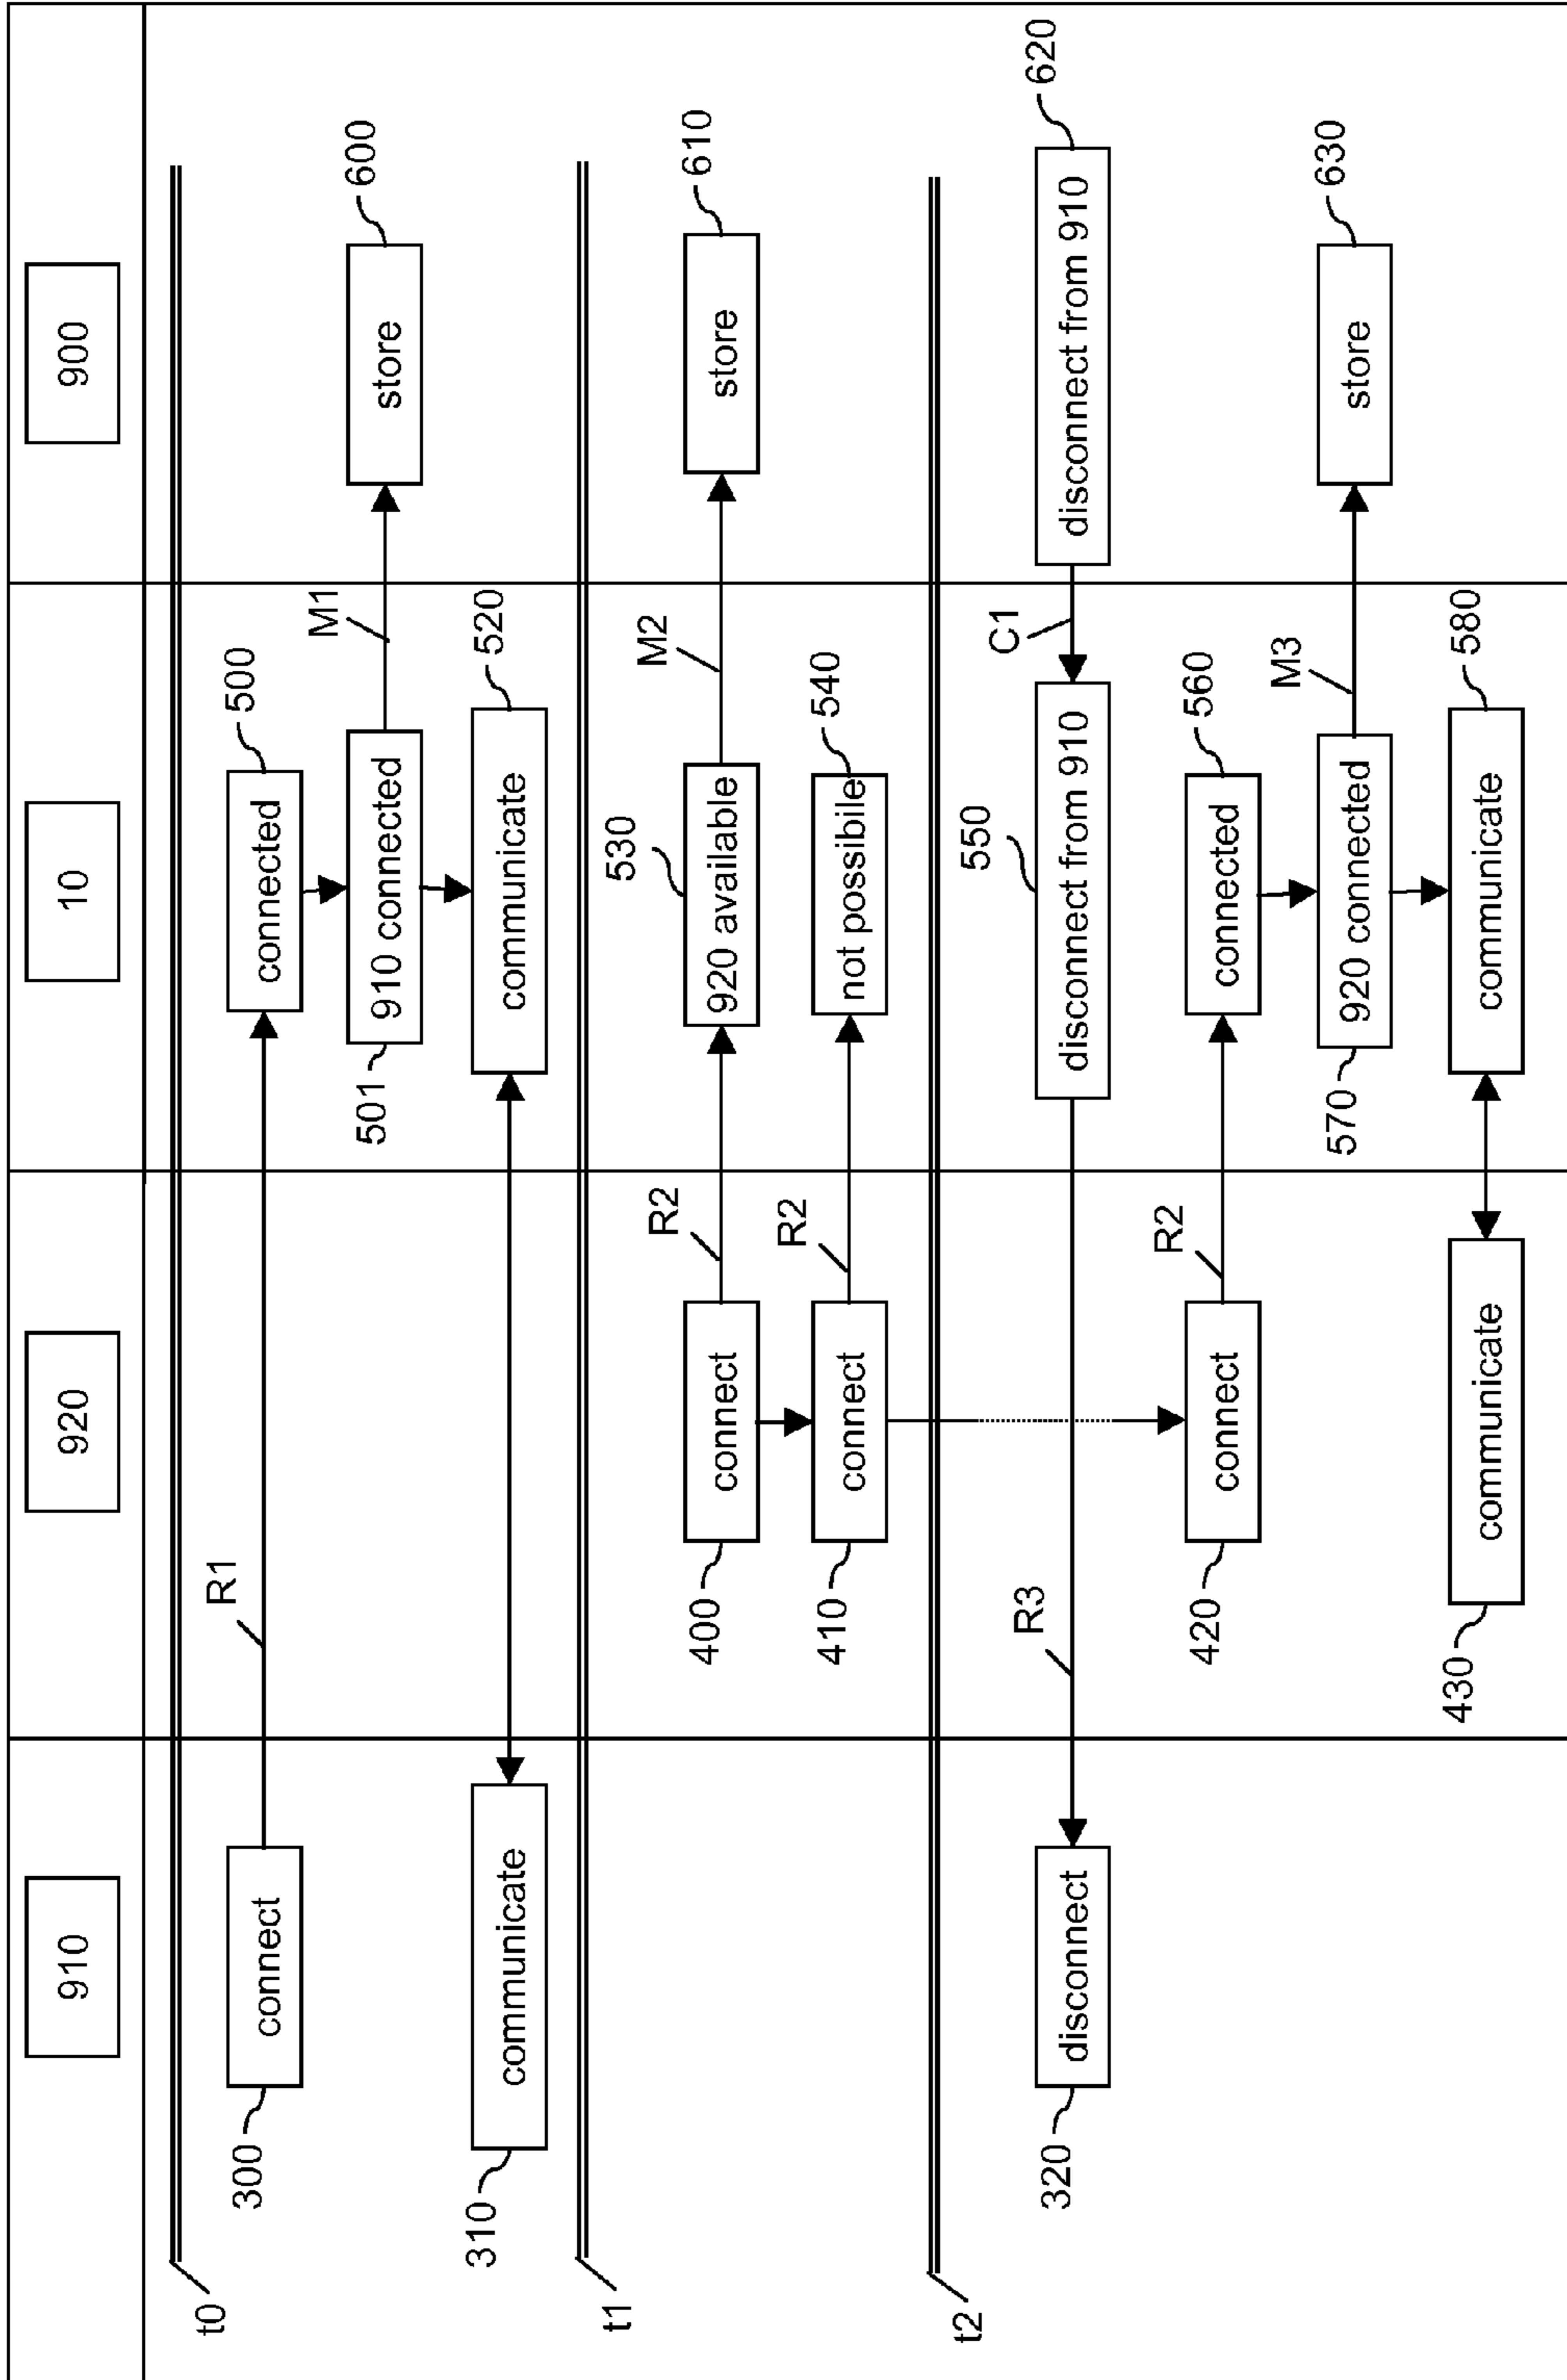 910
920
10
900
t0
R1
300
connect
connected
500
501
910 connected
M1
store
600
310
communicate
communicate
520
t1
400
connect
R2
530
920 available
M2
store
610
410
connect
R2
not possibile
540
t2
320
disconnect
R3
550
disconnect from 910
C1
disconnect from 910
620
420
connect
R2
connected
560
570
920 connected
M3
store
630
430
communicate
communicate
580